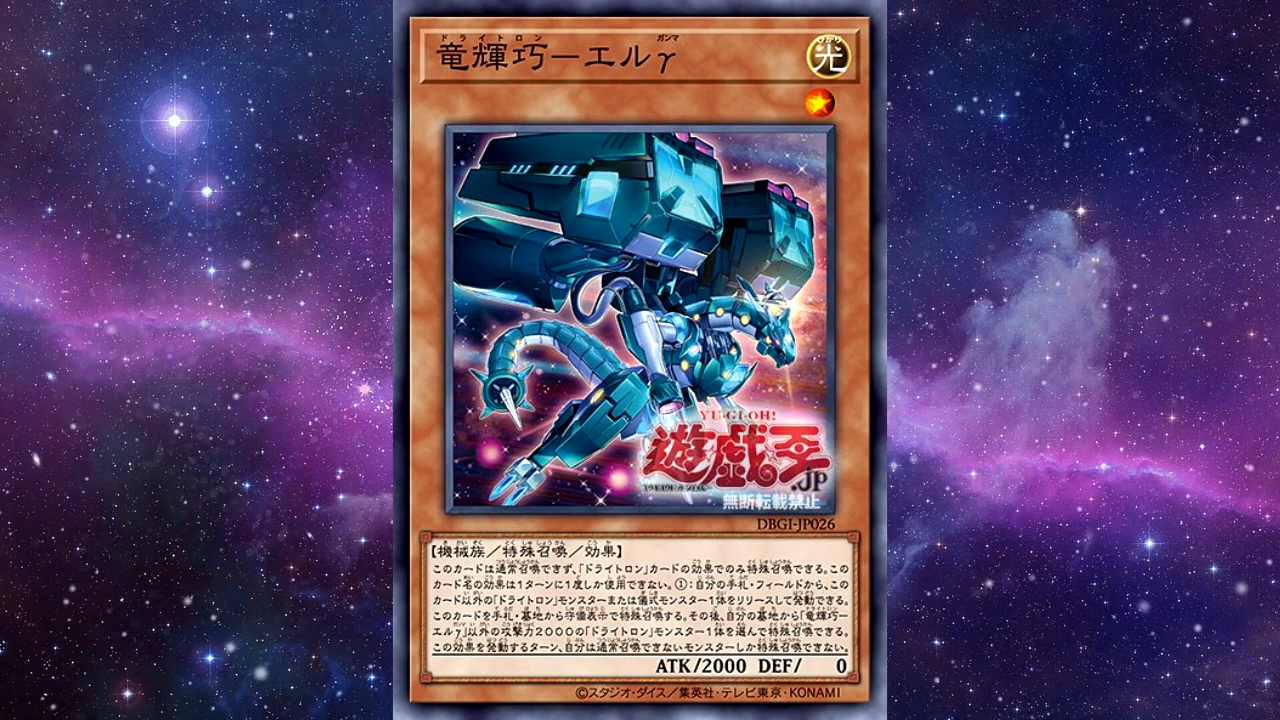 ドライトロン ガンマ
竜輝巧－エルγ
ひかり
光
YU-GI-OH!
遊戯王.jp
無断転載禁止
DBGI-JP026
【機械族／特殊召喚／効果】
このカードは通常召喚できず、「ドライトロン」カードの効果でのみ特殊召喚できる。この
カード名の効果は1ターンに1度しか使用できない。①：自分の手札・フィールドから、この
カード以外の「ドライトロン」モンスターまたは儀式モンスター1体をリリースして発動できる。
このカードを手札・墓地から守備表示で特殊召喚する。その後、自分の墓地から「竜輝巧－
エルγ」以外の攻撃力2000の「ドライトロン」モンスター1体を選んで特殊召喚できる。
この効果を発動するターン、自分は通常召喚できないモンスターしか特殊召喚できない。
ATK/2000 DEF/ 0
©スタジオ・ダイス／集英社・テレビ東京・KONAMI